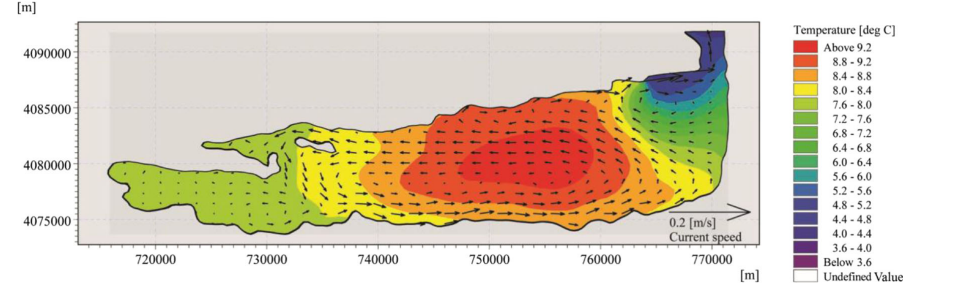 [m]
4090000
4085000
4080000
4075000
720000
730000
740000
750000
760000
770000
[m]
0.2 [m/s]
Current speed
Temperature [deg C]
Above 9.2
8.8 - 9.2
8.4 - 8.8
8.0 - 8.4
7.6 - 8.0
7.2 - 7.6
6.8 - 7.2
6.4 - 6.8
6.0 - 6.4
5.6 - 6.0
5.2 - 5.6
4.8 - 5.2
4.4 - 4.8
4.0 - 4.4
3.6 - 4.0
Below 3.6
Undefined Value